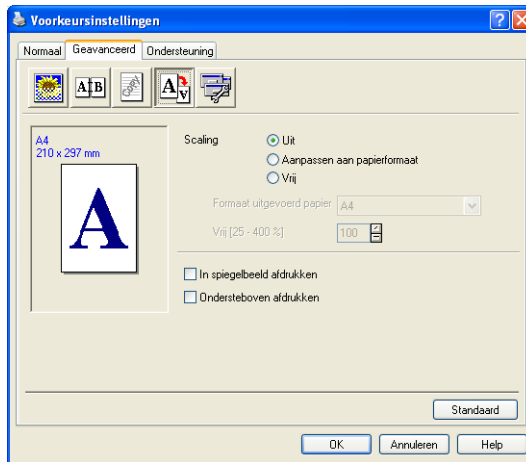 Voorkeursinstellingen
Normaal Geavanceerd Ondersteuning
A B COPY A A
A4
210 x 297 mm
A
Scaling Uit
Aanpassen aan papierformaat
Vrij
Formaat uitgevoerd papier A4
Vrij [25 - 400 %] 100
In spiegelbeeld afdrukken
Ondersteboven afdrukken
Standaard
OK Annuleren Help